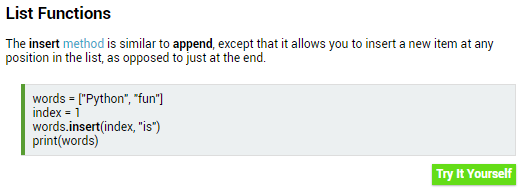 List Functions
The insert method is similar to append, except that it allows you to insert a new item at any
position in the list, as opposed to just at the end.
words = ["Python", "fun"]
index = 1
words.insert(index, "is")
print(words)
Try It Yourself